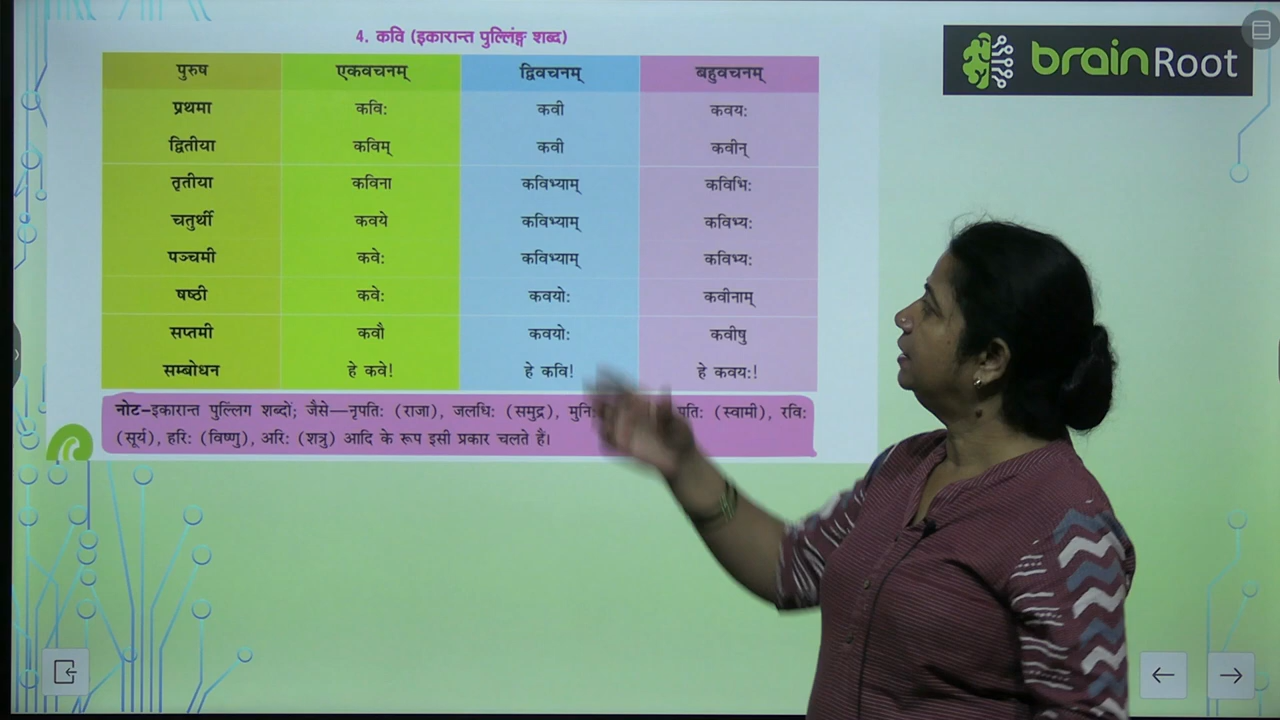 4. कवि (इकारान्त पुल्लिंङ्ग शब्द)
brainRoot
पुरुष एकवचनम् द्विवचनम् बहुवचनम्
प्रथमा कविः कवी कवयः
द्वितीया कविम् कवी कवीन्
तृतीया कविना कविभ्याम् कविभिः
चतुर्थी कवये कविभ्याम् कविभ्यः
पञ्चमी कवेः कविभ्याम् कविभ्यः
षष्ठी कवेः कवयोः कवीनाम्
सप्तमी कवौ कवयोः कवीषु
सम्बोधन हे कवे! हे कवि! हे कवयः!
नोट–इकारान्त पुल्लिग शब्दों; जैसे—नृपतिः (राजा), जलधिः (समुद्र), (स्वामी), रविः
(सूर्य), हरिः (विष्णु), अरिः (शत्रु) आदि के रूप इसी प्रकार चलते हैं।